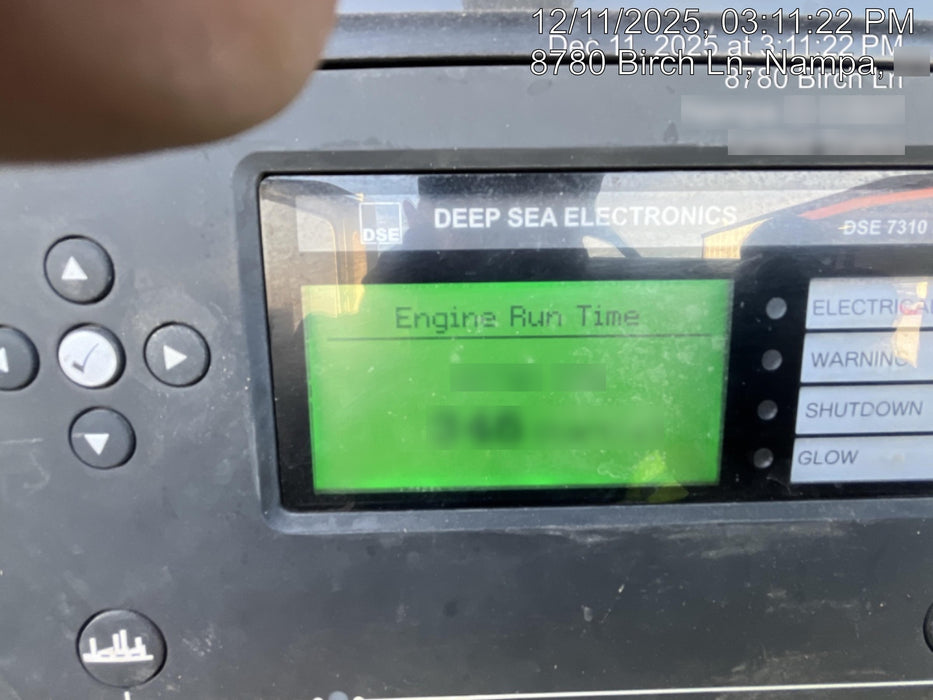 12/11/2025, 03:11:22 PM
Dec 11, 2025 at 3:11:22 PM
8780 Birch Ln, Nampa,
8780 Birch Ln
DEEP SEA ELECTRONICS
DSE
DSE 7310
Engine Run Time
ELECTRICAL
WARNING
SHUTDOWN
GLOW